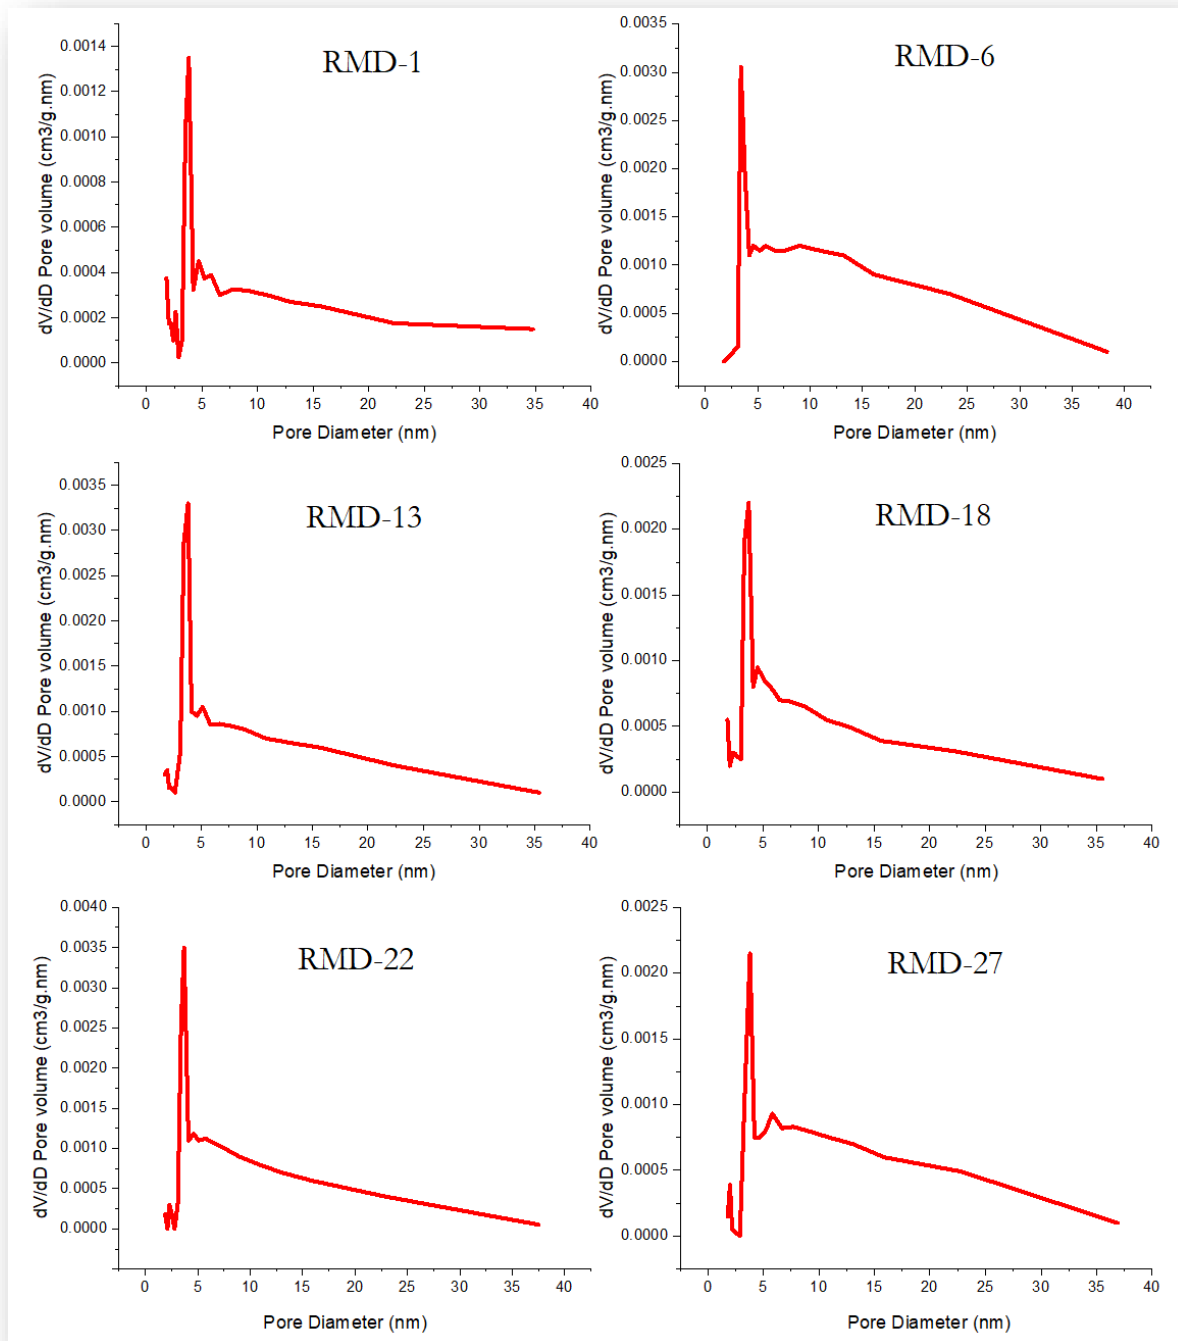 RMD-1
dV/dD Pore volume (cm3/g.nm)
0.0014
0.0012
0.0010
0.0008
0.0006
0.0004
0.0002
0.0000
0 5 10 15 20 25 30 35 40
Pore Diameter (nm)
RMD-6
dV/dD Pore volume (cm3/g.nm)
0.0035
0.0030
0.0025
0.0020
0.0015
0.0010
0.0005
0.0000
0 5 10 15 20 25 30 35 40
Pore Diameter (nm)
RMD-13
dV/dD Pore volume (cm3/g.nm)
0.0035
0.0030
0.0025
0.0020
0.0015
0.0010
0.0005
0.0000
0 5 10 15 20 25 30 35 40
Pore Diameter (nm)
RMD-18
dV/dD Pore volume (cm3/g.nm)
0.0025
0.0020
0.0015
0.0010
0.0005
0.0000
0 5 10 15 20 25 30 35 40
Pore Diameter (nm)
RMD-22
dV/dD Pore volume (cm3/g.nm)
0.0040
0.0035
0.0030
0.0025
0.0020
0.0015
0.0010
0.0005
0.0000
0 5 10 15 20 25 30 35 40
Pore Diameter (nm)
RMD-27
dV/dD Pore volume (cm3/g.nm)
0.0025
0.0020
0.0015
0.0010
0.0005
0.0000
0 5 10 15 20 25 30 35 40
Pore Diameter (nm)